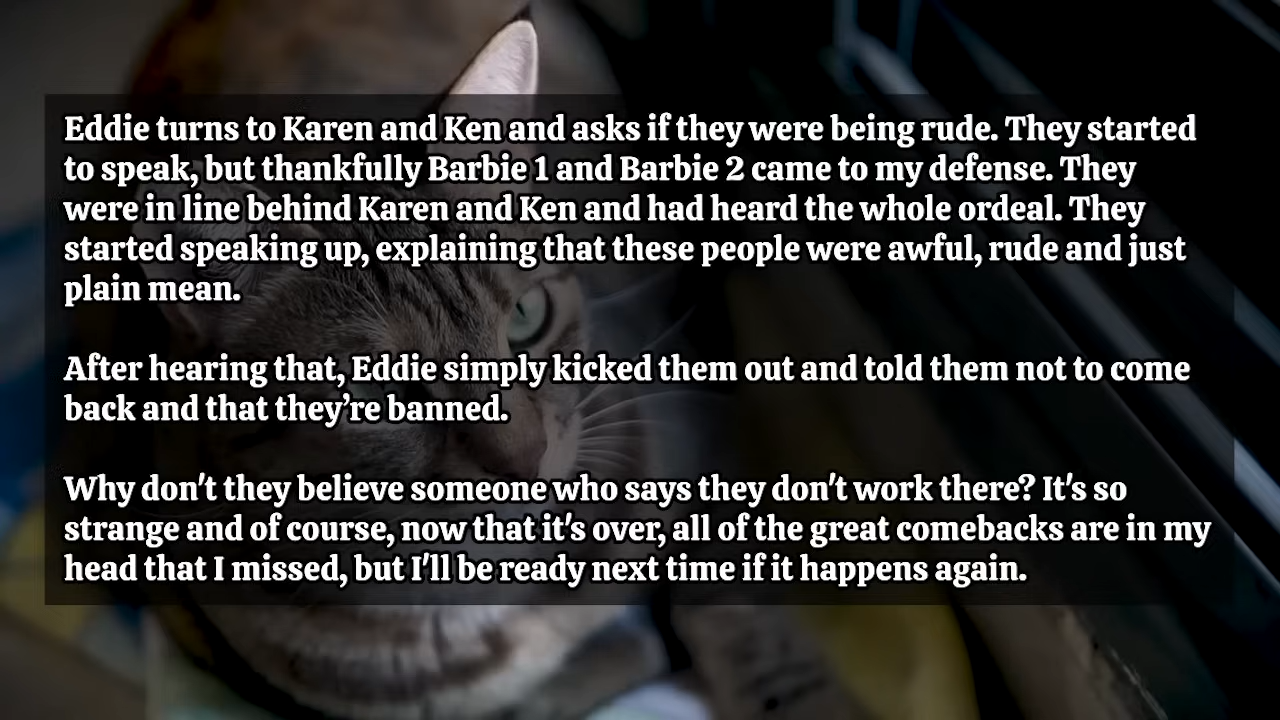 Eddie turns to Karen and Ken and asks if they were being rude. They started
to speak, but thankfully Barbie 1 and Barbie 2 came to my defense. They
were in line behind Karen and Ken and had heard the whole ordeal. They
started speaking up, explaining that these people were awful, rude and just
plain mean.
After hearing that, Eddie simply kicked them out and told them not to come
back and that they’re banned.
Why don't they believe someone who says they don't work there? It's so
strange and of course, now that it's over, all of the great comebacks are in my
head that I missed, but I'll be ready next time if it happens again.